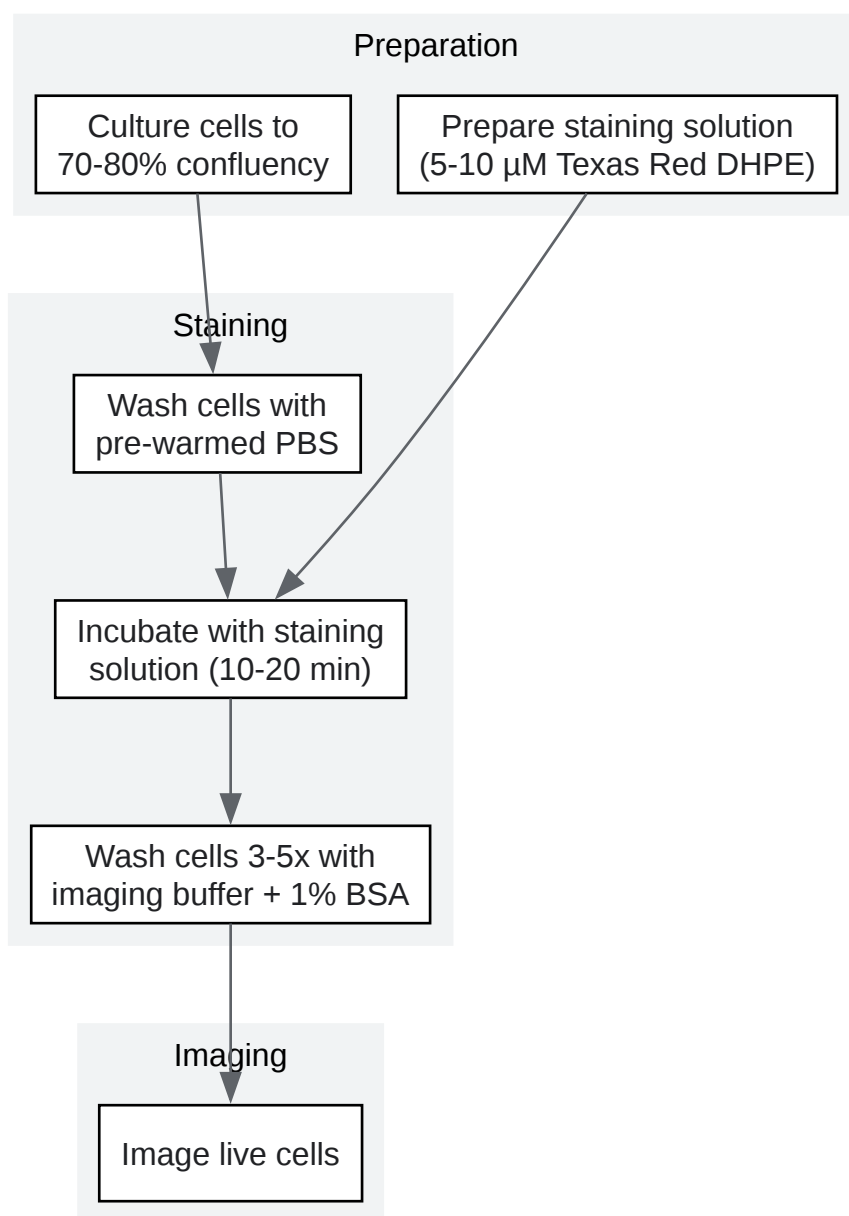 Preparation
Culture cells to
70-80% confluency
Prepare staining solution
(5-10 µM Texas Red DHPE)
Staining
Wash cells with
pre-warmed PBS
Incubate with staining
solution (10-20 min)
Wash cells 3-5x with
imaging buffer + 1% BSA
Imaging
Image live cells